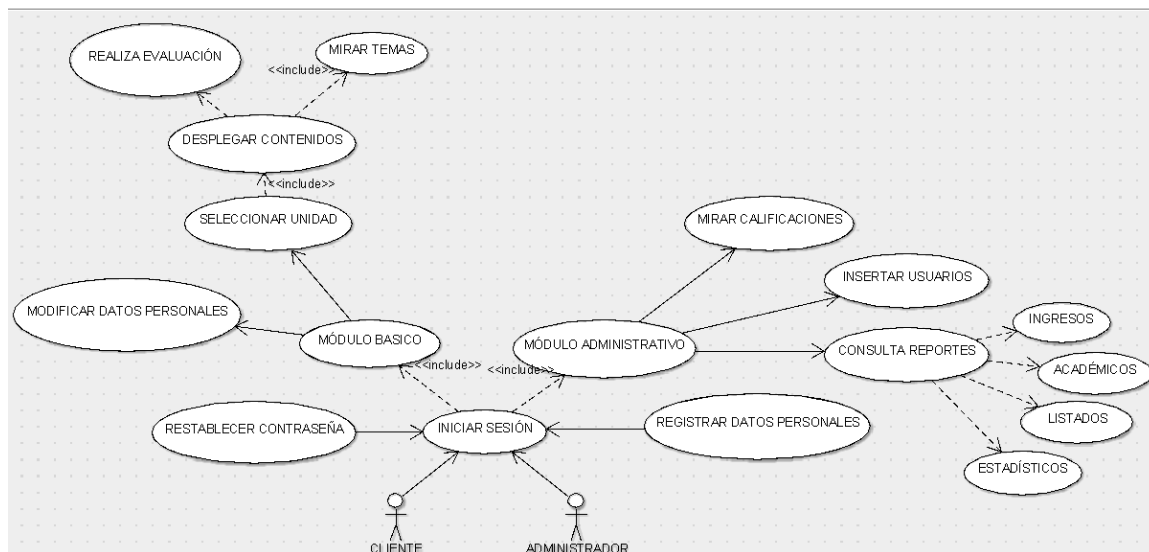 REALIZA EVALUACIÓN
MIRAR TEMAS
<<include>>
DESPLEGAR CONTENIDOS
<<include>>
SELECCIONAR UNIDAD
MIRAR CALIFICACIONES
INSERTAR USUARIOS
MODIFICAR DATOS PERSONALES
INGRESOS
MÓDULO BASICO
MÓDULO ADMINISTRATIVO
CONSULTA REPORTES
<<include>>
<<include>>
ACADÉMICOS
LISTADOS
RESTABLECER CONTRASEÑA
INICIAR SESIÓN
REGISTRAR DATOS PERSONALES
ESTADÍSTICOS
CLIENTE
ADMINISTRADOR